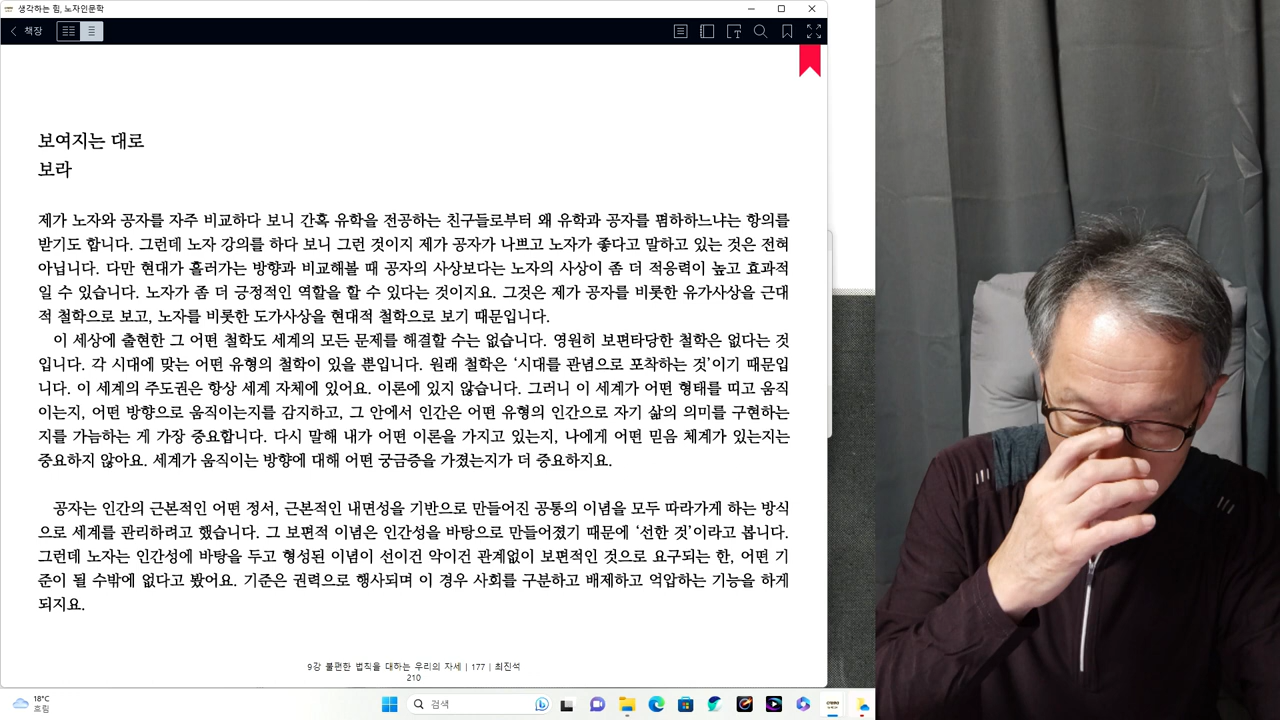 생각하는 힘, 노자인문학
책장
보여지는 대로
보라
제가 노자와 공자를 자주 비교하다 보니 간혹 유학을 전공하는 친구들로부터 왜 유학과 공자를 폄하하느냐는 항의를
받기도 합니다. 그런데 노자 강의를 하다 보니 그런 것이지 제가 공자가 나쁘고 노자가 좋다고 말하고 있는 것은 전혀
아닙니다. 다만 현대가 흘러가는 방향과 비교해볼 때 공자의 사상보다는 노자의 사상이 좀 더 적응력이 높고 효과적
일 수 있습니다. 노자가 좀 더 긍정적인 역할을 할 수 있다는 것이지요. 그것은 제가 공자를 비롯한 유가사상을 근대
적 철학으로 보고, 노자를 비롯한 도가사상을 현대적 철학으로 보기 때문입니다.
이 세상에 출현한 그 어떤 철학도 세계의 모든 문제를 해결할 수는 없습니다. 영원히 보편타당한 철학은 없다는 것
입니다. 각 시대에 맞는 어떤 유형의 철학이 있을 뿐입니다. 원래 철학은 ‘시대를 관념으로 포착하는 것’이기 때문입
니다. 이 세계의 주도권은 항상 세계 자체에 있어요. 이론에 있지 않습니다. 그러니 이 세계가 어떤 형태를 띠고 움직
이는지, 어떤 방향으로 움직이는지를 감지하고, 그 안에서 인간은 어떤 유형의 인간으로 자기 삶의 의미를 구현하는
지를 가늠하는 게 가장 중요합니다. 다시 말해 내가 어떤 이론을 가지고 있는지, 나에게 어떤 믿음 체계가 있는지는
중요하지 않아요. 세계가 움직이는 방향에 대해 어떤 궁금증을 가졌는지가 더 중요하지요.
공자는 인간의 근본적인 어떤 정서, 근본적인 내면성을 기반으로 만들어진 공통의 이념을 모두 따라가게 하는 방식
으로 세계를 관리하려고 했습니다. 그 보편적 이념은 인간성을 바탕으로 만들어졌기 때문에 ‘선한 것’이라고 봅니다.
그런데 노자는 인간성에 바탕을 두고 형성된 이념이 선이건 악이건 관계없이 보편적인 것으로 요구되는 한, 어떤 기
준이 될 수밖에 없다고 봤어요. 기준은 권력으로 행사되며 이 경우 사회를 구분하고 배제하고 억압하는 기능을 하게
되지요.
9강 불편한 법칙을 대하는 우리의 자세 | 177 | 최진석
210
18°C
흐림
검색